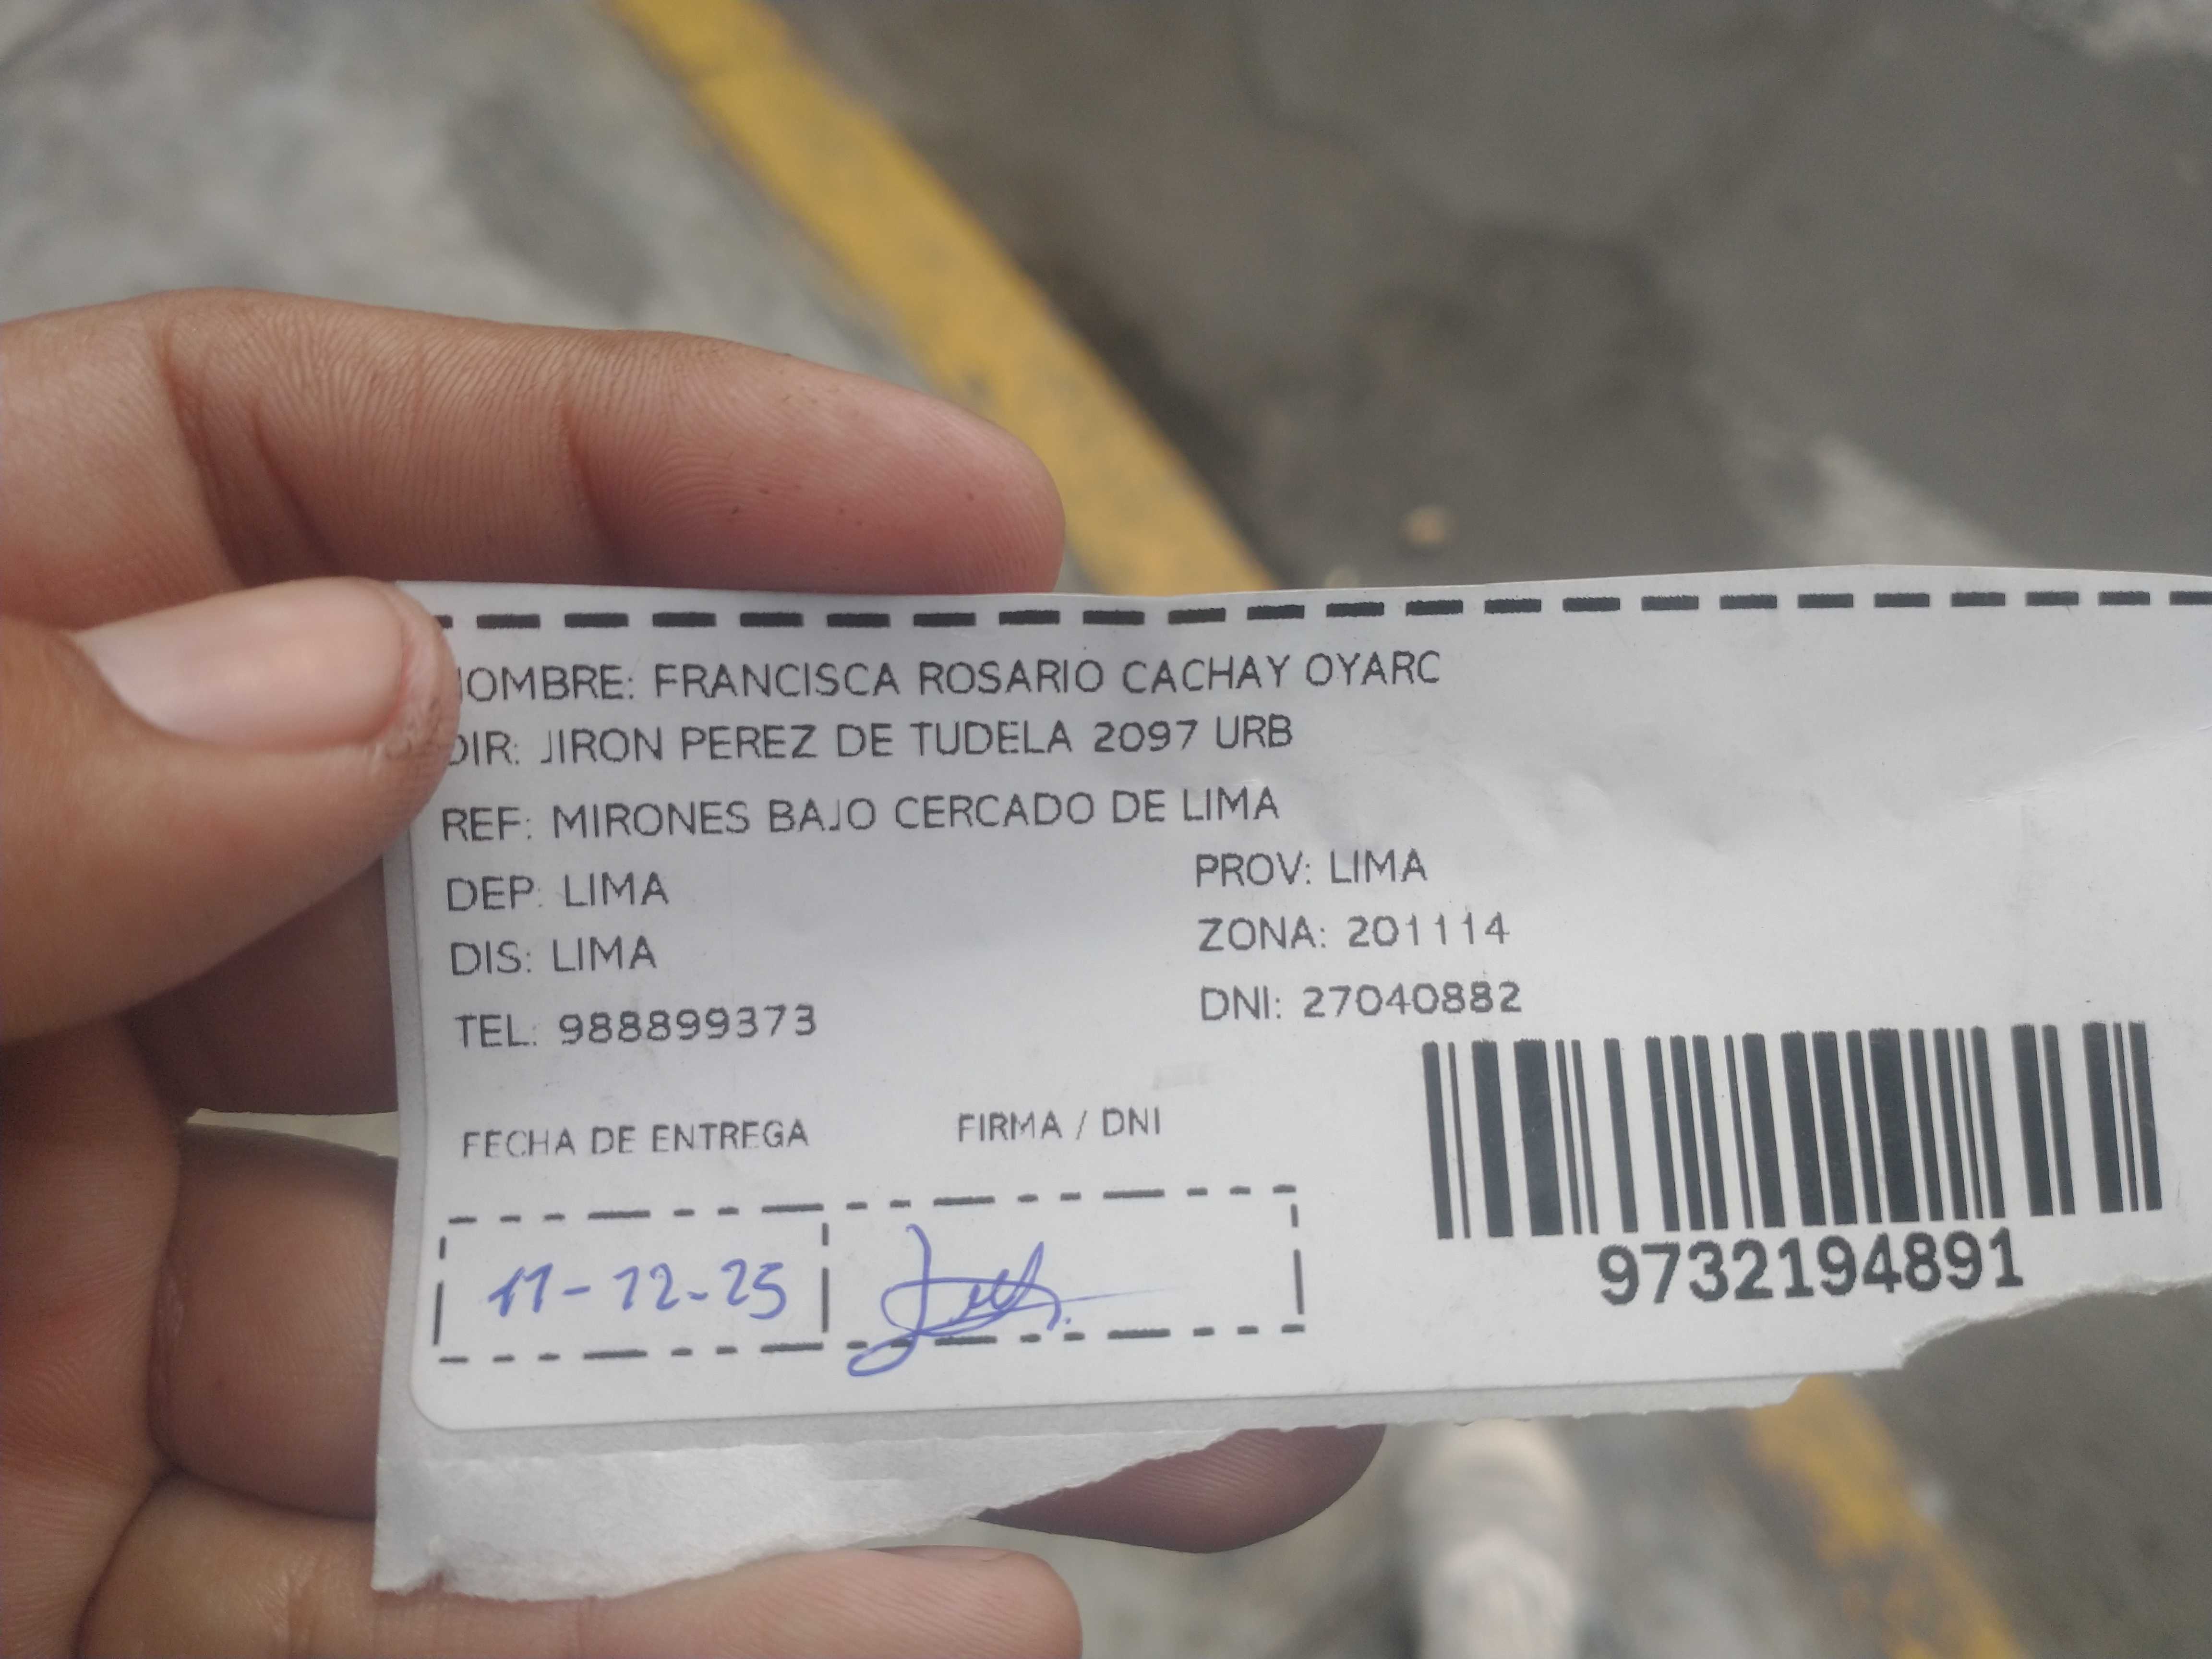 NOMBRE: FRANCISCA ROSARIO CACHAY OYARC
DIR: JIRON PEREZ DE TUDELA 2097 URB
REF: MIRONES BAJO CERCADO DE LIMA
DEP: LIMA PROV: LIMA
DIS: LIMA ZONA: 201114
TEL: 988899373 DNI: 27040882
FECHA DE ENTREGA FIRMA / DNI
11-12-25
9732194891